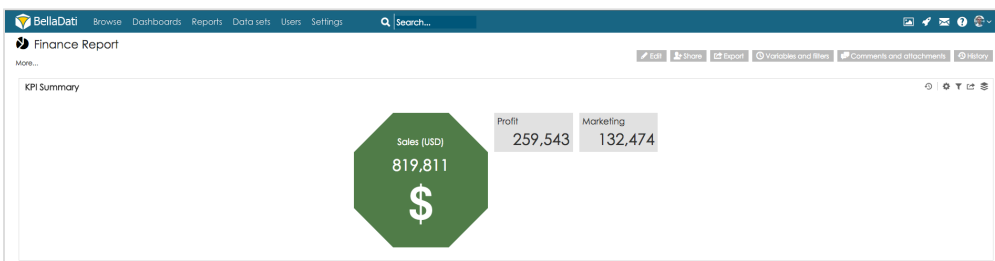 BellaDati Browse Dashboards Reports Data sets Users Settings Search...
Finance Report
Edit Share Export Variables and filters Comments and attachments History
More...
KPI Summary
Sales (USD)
819,811
$
Profit
259,543
Marketing
132,474